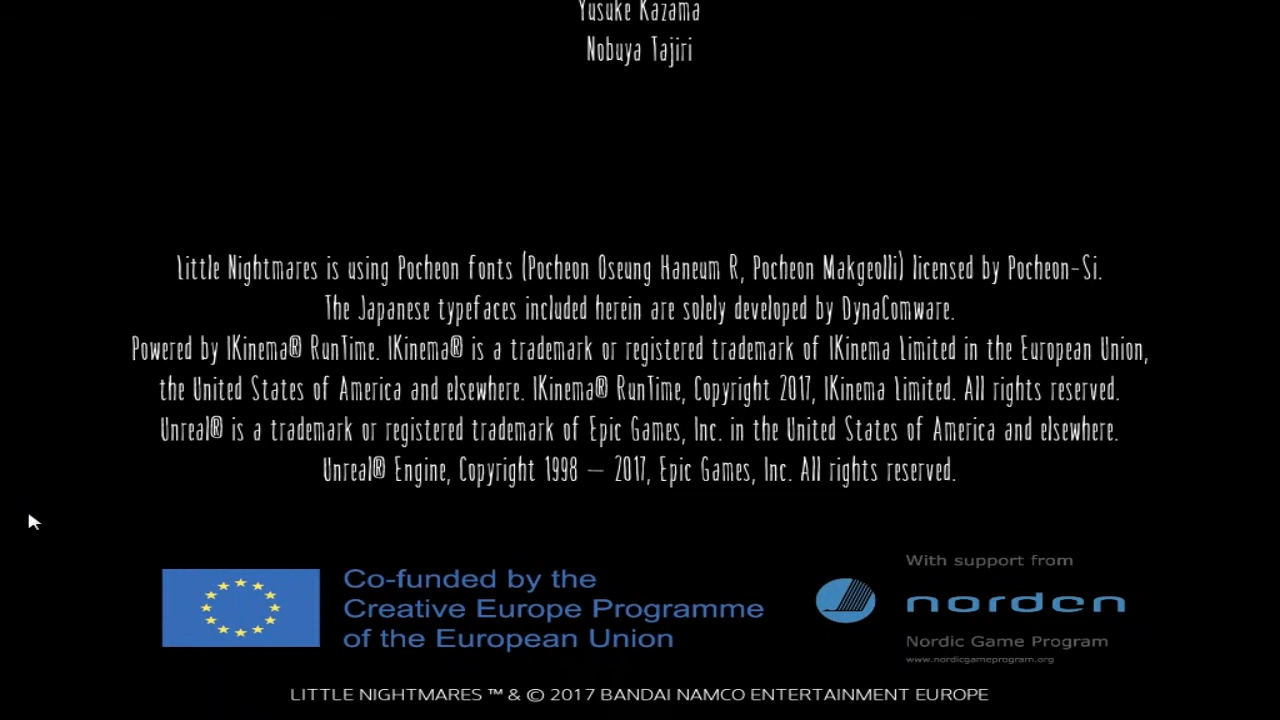 Yusuke Kazama
Nobuya Tajiri
Little Nightmares is using Pocheon fonts (Pocheon Oseung Haneum R, Pocheon Makgeolli) licensed by Pocheon-Si.
The Japanese typefaces included herein are solely developed by DynaComware.
Powered by IKinema® RunTime. IKinema® is a trademark or registered trademark of IKinema Limited in the European Union,
the United States of America and elsewhere. IKinema® RunTime, Copyright 2017, IKinema Limited. All rights reserved.
Unreal® is a trademark or registered trademark of Epic Games, Inc. in the United States of America and elsewhere.
Unreal® Engine, Copyright 1998 – 2017, Epic Games, Inc. All rights reserved.
Co-funded by the
Creative Europe Programme
of the European Union
With support from
norden
Nordic Game Program
www.nordicgameprogram.org
LITTLE NIGHTMARES ™ & © 2017 BANDAI NAMCO ENTERTAINMENT EUROPE